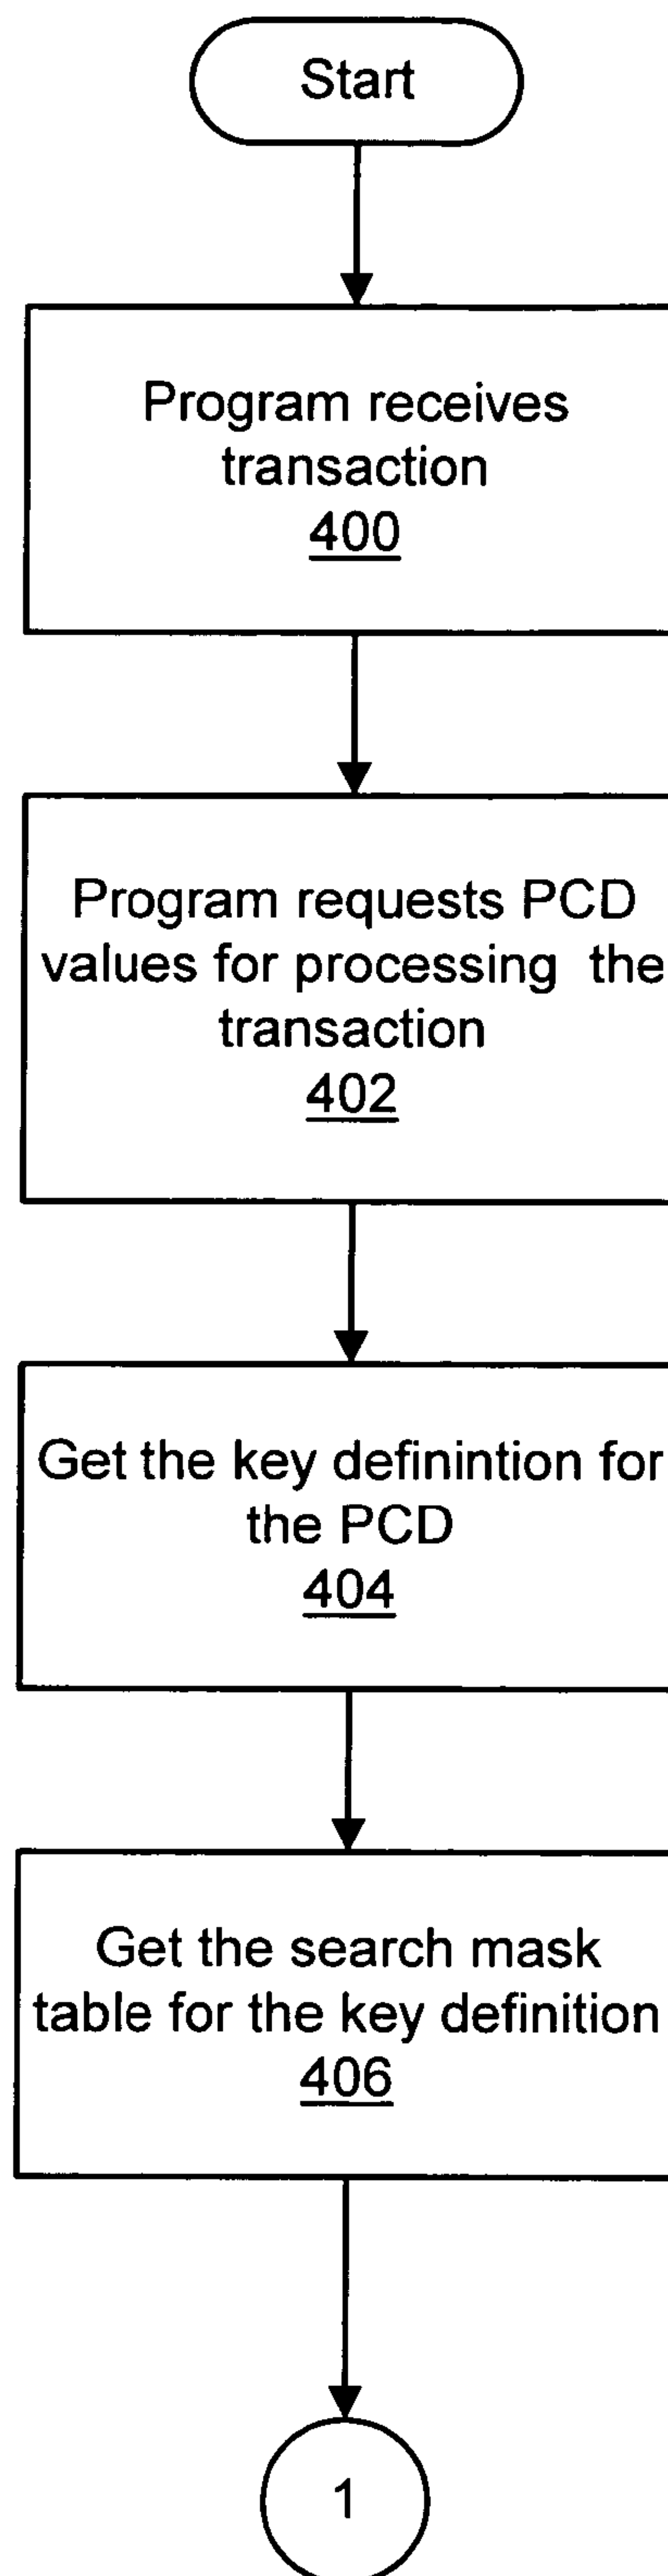 Start
Program receives
transaction
400
Program requests PCD
values for processing the
transaction
402
Get the key definintion for
the PCD
404
Get the search mask
table for the key definition
406
1